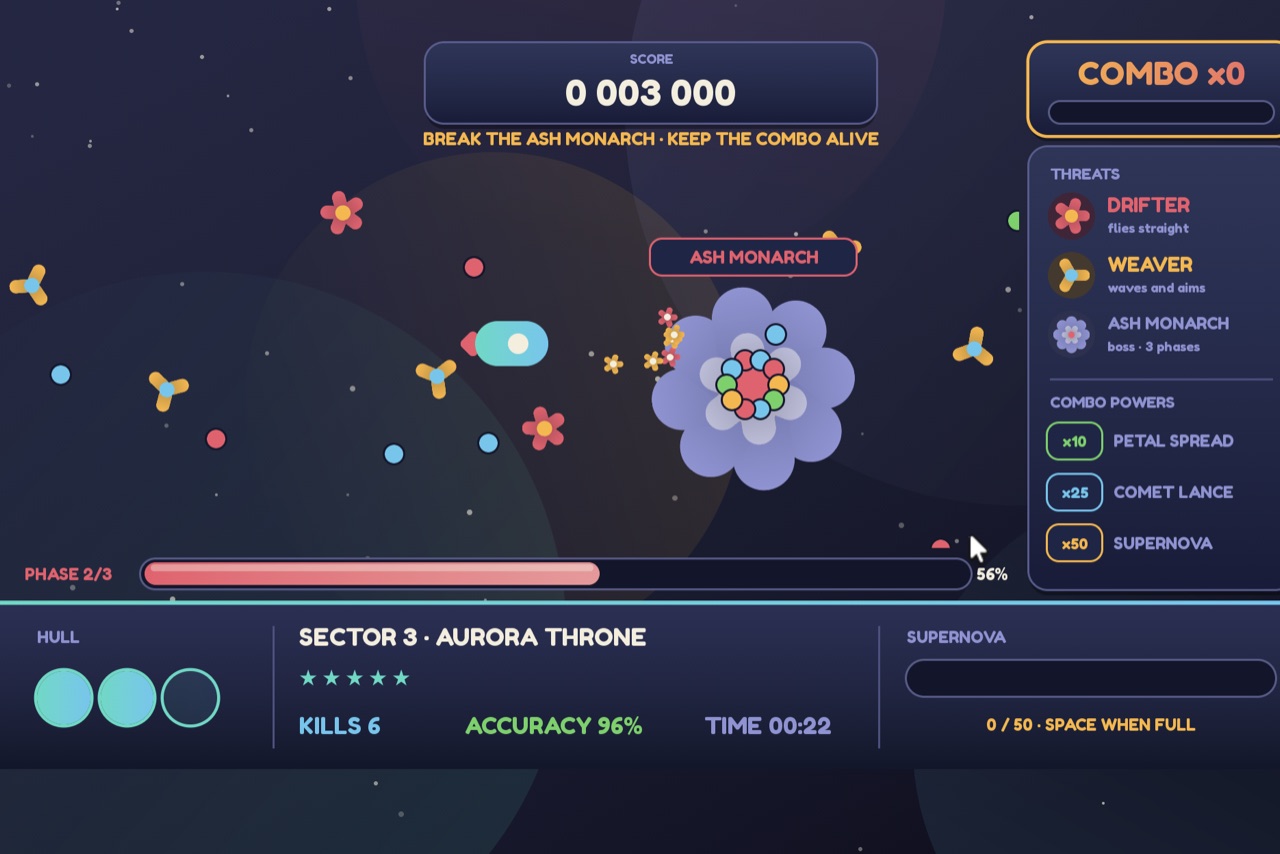 SCORE
0 003 000
BREAK THE ASH MONARCH · KEEP THE COMBO ALIVE
COMBO x0
THREATS
DRIFTER
flies straight
WEAVER
waves and aims
ASH MONARCH
boss · 3 phases
COMBO POWERS
x10 PETAL SPREAD
x25 COMET LANCE
x50 SUPERNOVA
ASH MONARCH
PHASE 2/3
56%
HULL
SECTOR 3 · AURORA THRONE
★★★★★
KILLS 6
ACCURACY 96%
TIME 00:22
SUPERNOVA
0 / 50 · SPACE WHEN FULL